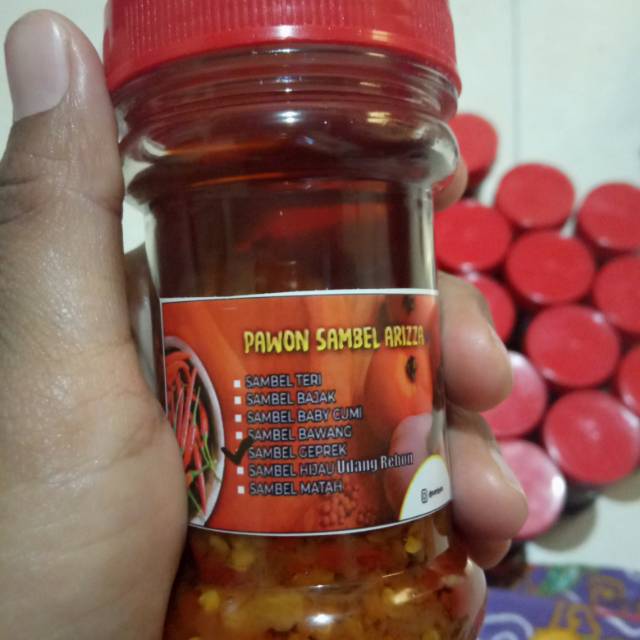 PAWON SAMBEL ARIZZA
SAMBEL TERI
SAMBEL BAJAK
SAMBEL BABY CUMI
SAMBEL BAWANG
SAMBEL GEPREK
SAMBEL HIJAU Udang Rebon
SAMBEL MATAH